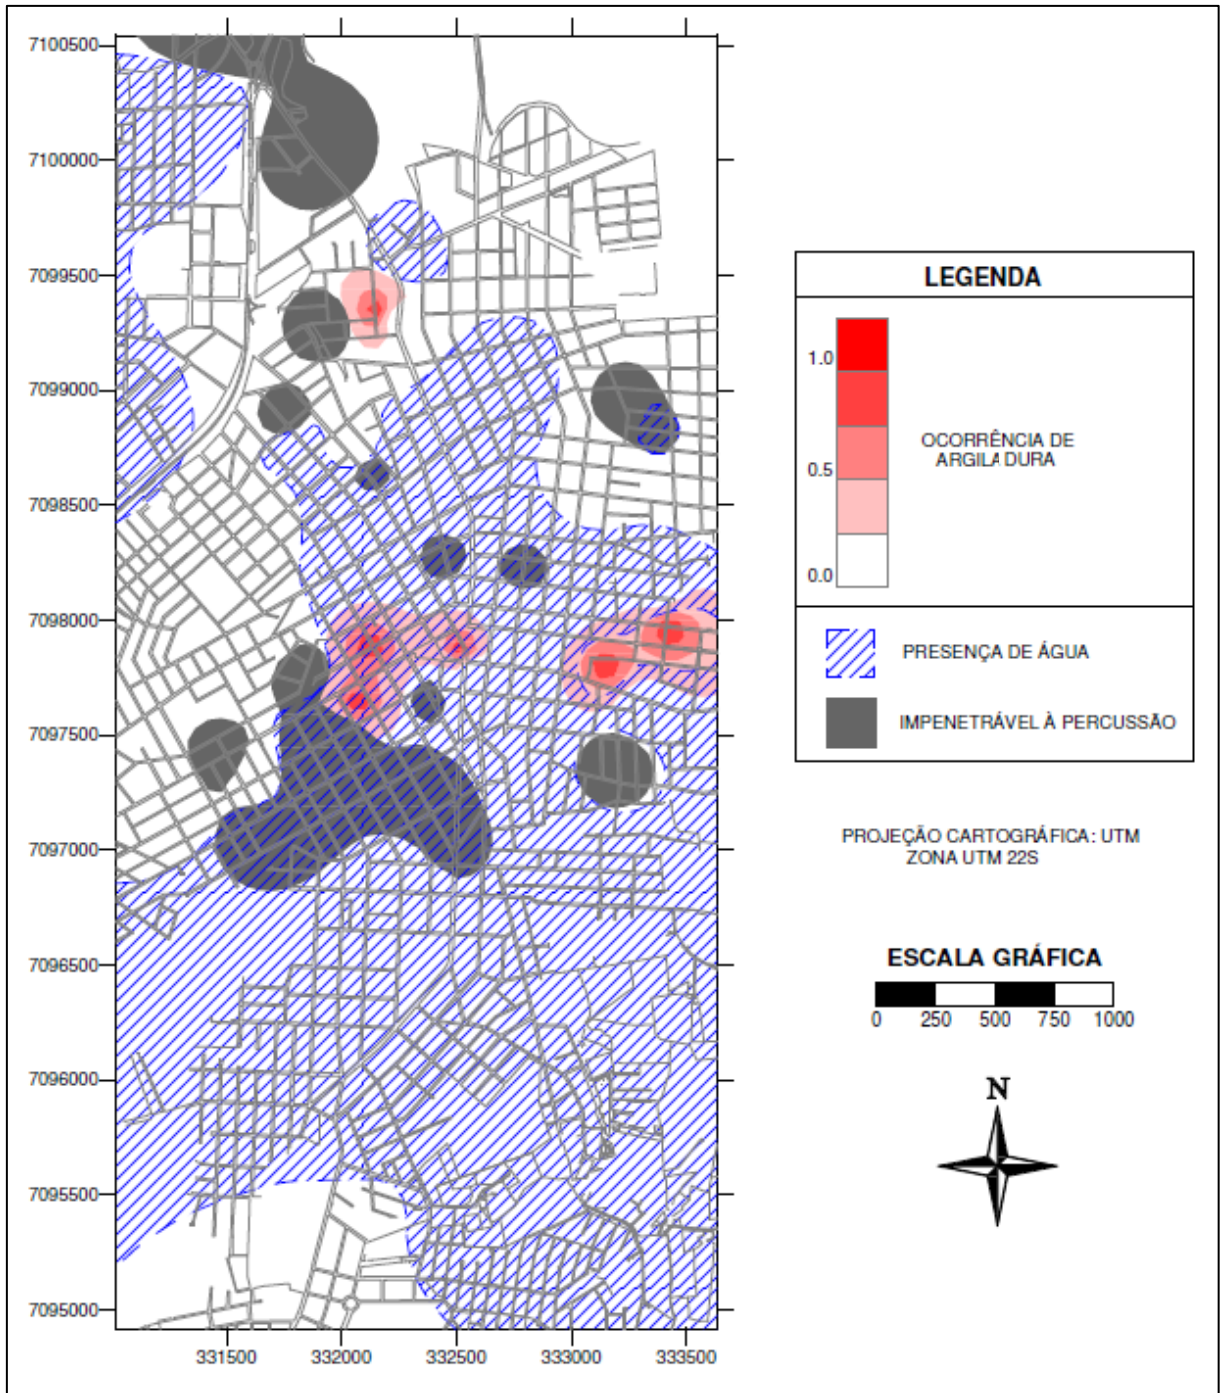 7100500
7100000
7099500
7099000
7098500
7098000
7097500
7097000
7096500
7096000
7095500
7095000
331500 332000 332500 333000 333500
LEGENDA
1.0
0.5
0.0
OCORRÊNCIA DE
ARGILA DURA
PRESENÇA DE ÁGUA
IMPENETRÁVEL À PERCUSSÃO
PROJEÇÃO CARTOGRÁFICA: UTM
ZONA UTM 22S
ESCALA GRÁFICA
0 250 500 750 1000
N